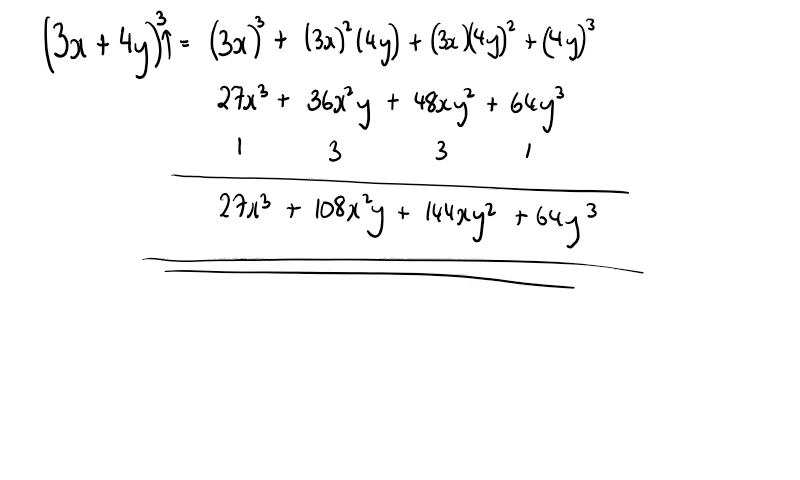 (3x + 4y)³↑ = (3x)³ + (3x)²(4y) + (3x)(4y)² + (4y)³
27x³ + 36x²y + 48xy² + 64y³
1 3 3 1
27x³ + 108x²y + 144xy² + 64y³